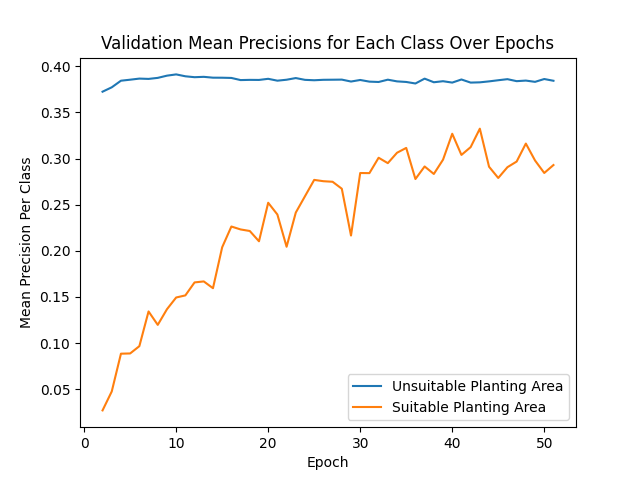 Validation Mean Precisions for Each Class Over Epochs
0.40
0.35
0.30
0.25
0.20
0.15
0.10
0.05
Mean Precision Per Class
Unsuitable Planting Area
Suitable Planting Area
0 10 20 30 40 50
Epoch